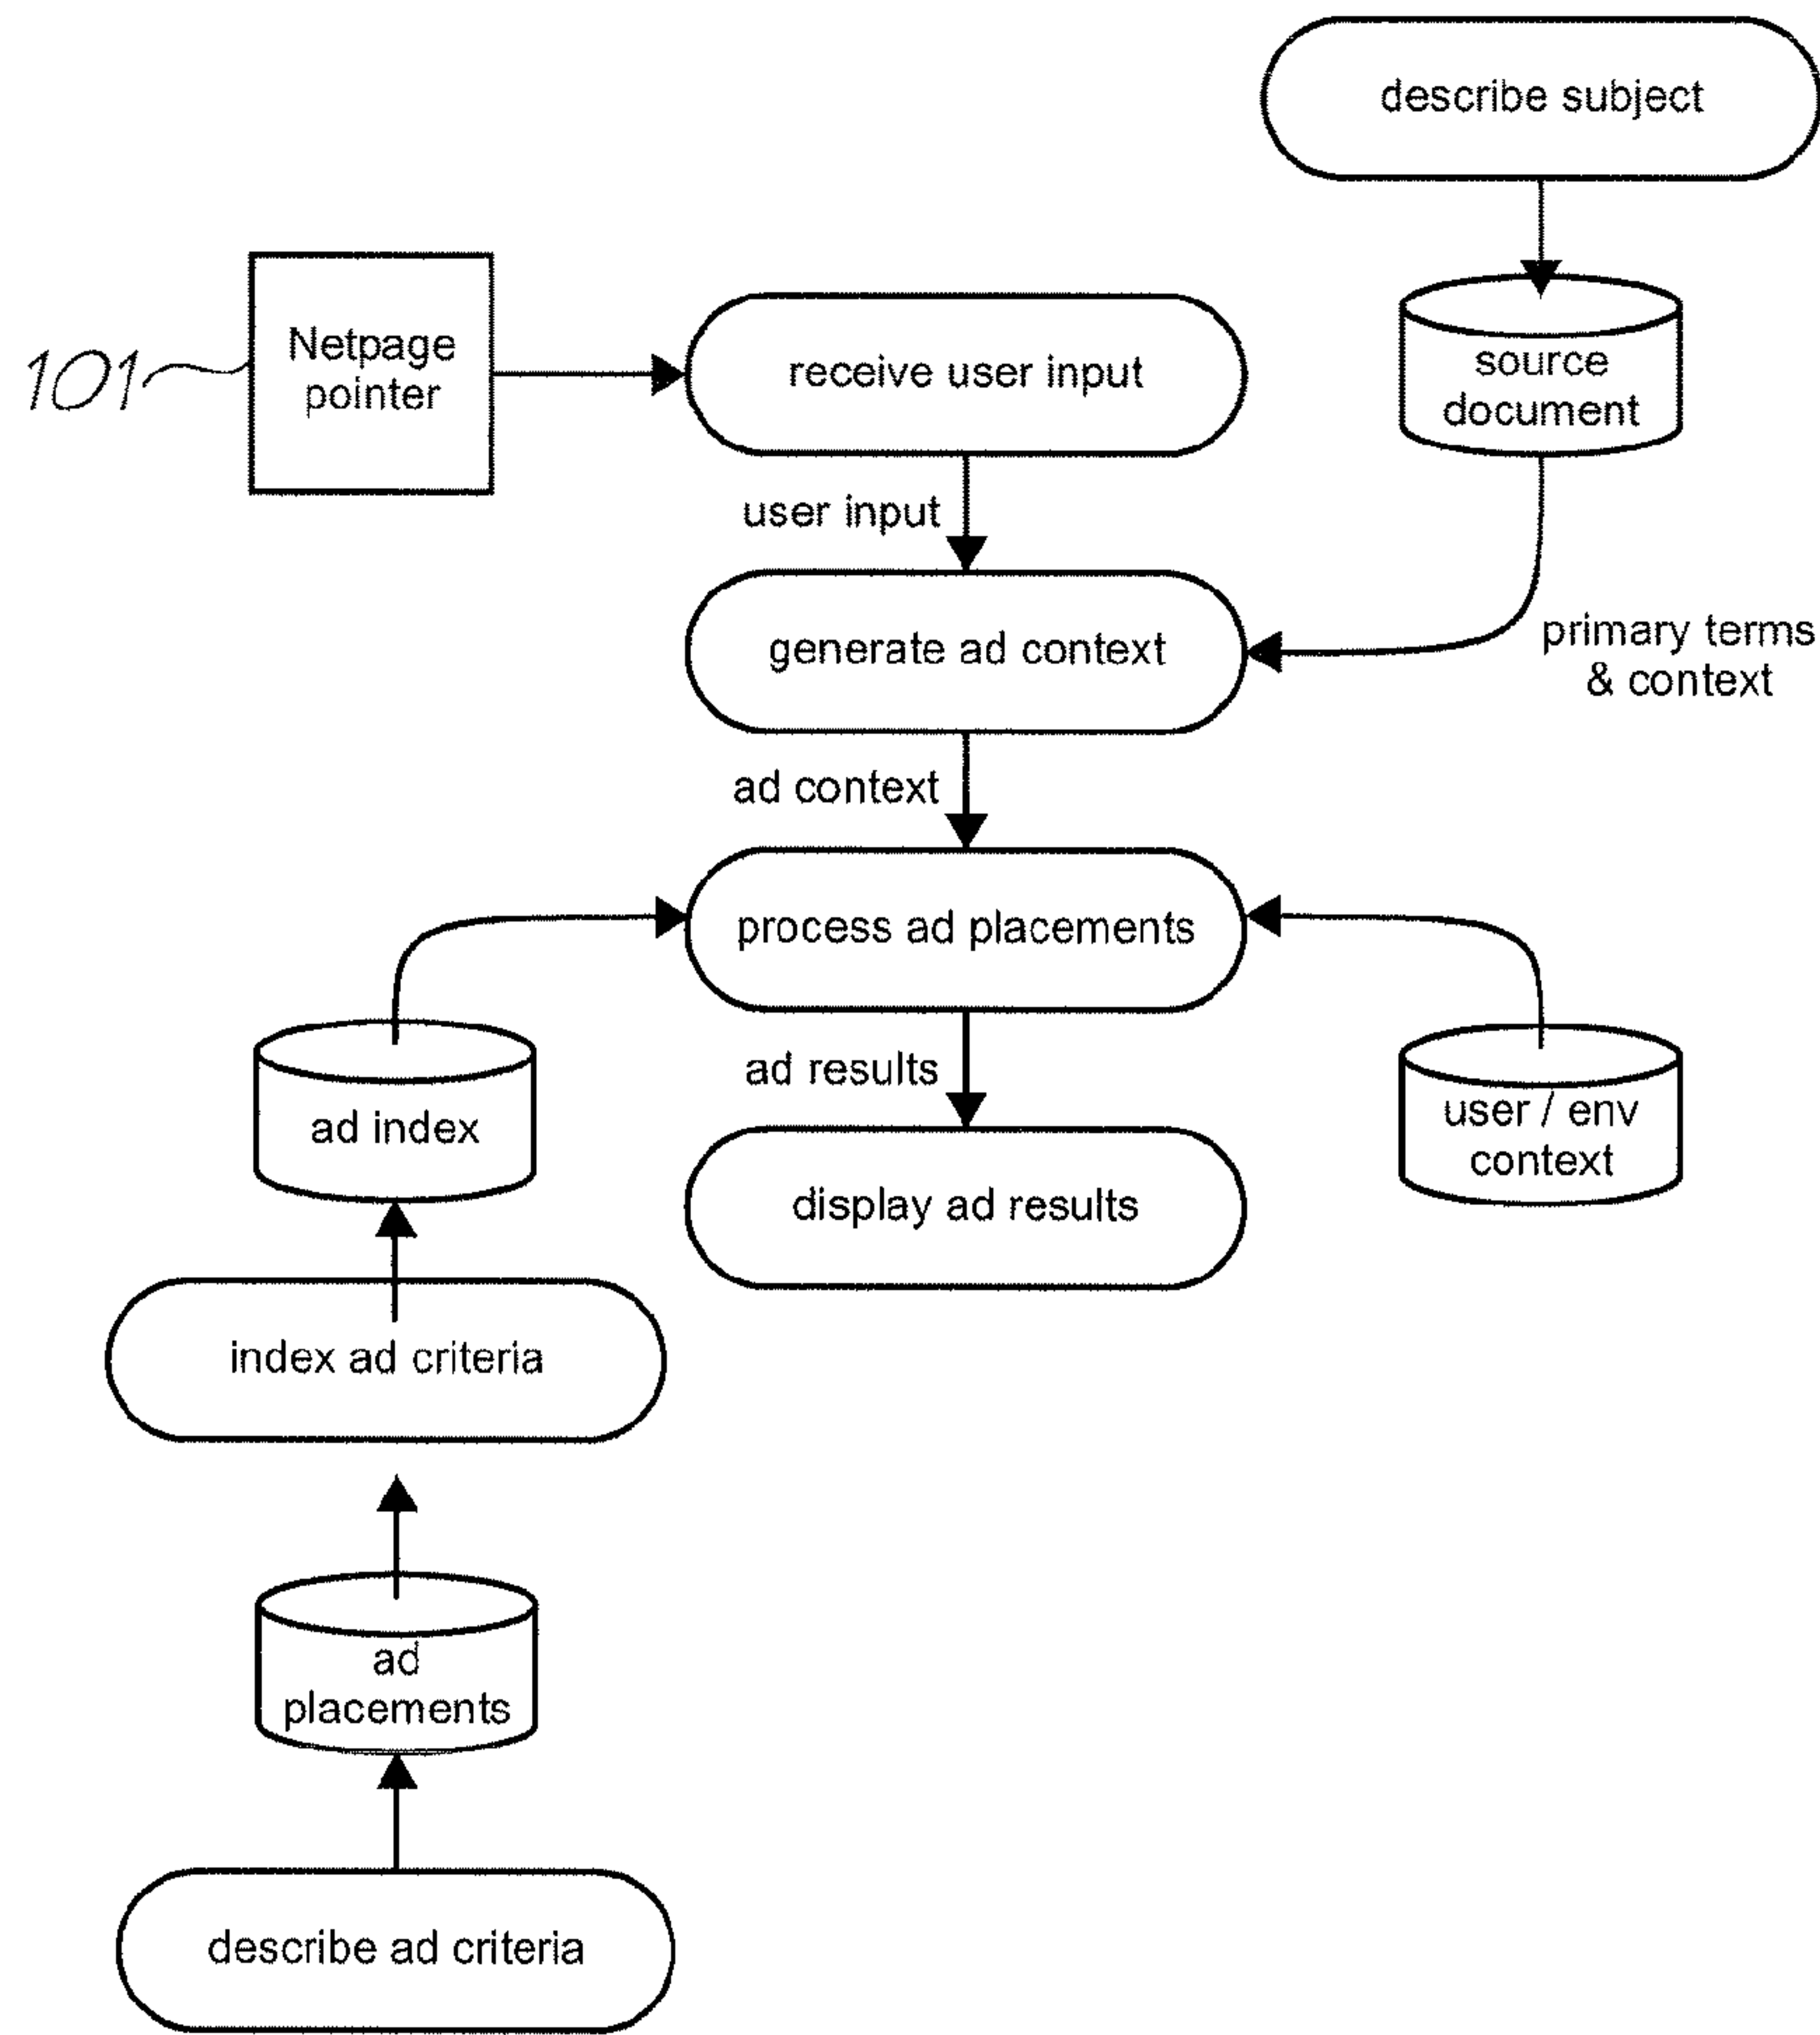 describe subject
Netpage
pointer
101
receive user input
source
document
user input
generate ad context
primary terms
& context
ad context
process ad placements
ad index
ad results
user / env
context
display ad results
index ad criteria
ad
placements
describe ad criteria